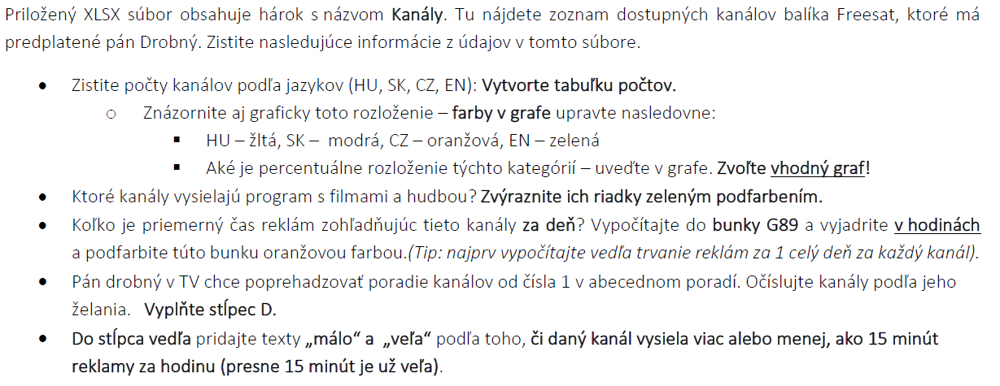 Priložený XLSX súbor obsahuje hárok s názvom Kanály. Tu nájdete zoznam dostupných kanálov balíka Freesat, ktoré má
predplatené pán Drobný. Zistite nasledujúce informácie z údajov v tomto súbore.
• Zistite počty kanálov podľa jazykov (HU, SK, CZ, EN): Vytvorte tabuľku počtov.
o Znázornite aj graficky toto rozloženie – farby v grafe upravte nasledovne:
▪ HU – žltá, SK – modrá, CZ – oranžová, EN – zelená
▪ Aké je percentuálne rozloženie týchto kategórií – uveďte v grafe. Zvoľte vhodný graf!
• Ktoré kanály vysielajú program s filmami a hudbou? Zvýraznite ich riadky zeleným podfarbením.
• Koľko je priemerný čas reklám zohľadňujúc tieto kanály za deň? Vypočítajte do bunky G89 a vyjadrite v hodinách
a podfarbite túto bunku oranžovou farbou.(Tip: najprv vypočítajte vedľa trvanie reklám za 1 celý deň za každý kanál).
• Pán drobný v TV chce poprehadzovať poradie kanálov od čísla 1 v abecednom poradí. Očíslujte kanály podľa jeho
želania. Vyplňte stĺpec D.
• Do stĺpca vedľa pridajte texty „málo“ a „veľa“ podľa toho, či daný kanál vysiela viac alebo menej, ako 15 minút
reklamy za hodinu (presne 15 minút je už veľa).